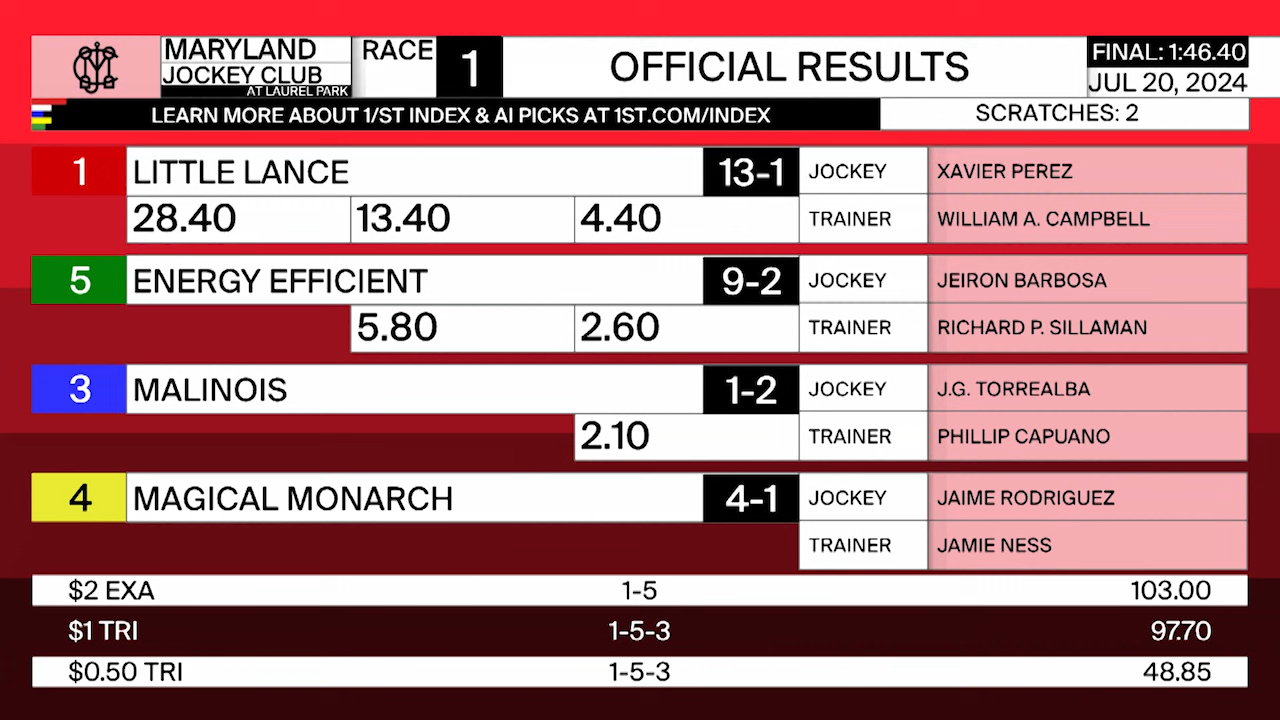 MARYLAND
JOCKEY CLUB
AT LAUREL PARK
RACE 1
OFFICIAL RESULTS
FINAL: 1:46.40
JUL 20, 2024
LEARN MORE ABOUT 1/ST INDEX & AI PICKS AT 1ST.COM/INDEX
SCRATCHES: 2
1 LITTLE LANCE 13-1 JOCKEY XAVIER PEREZ
28.40 13.40 4.40 TRAINER WILLIAM A. CAMPBELL
5 ENERGY EFFICIENT 9-2 JOCKEY JEIRON BARBOSA
5.80 2.60 TRAINER RICHARD P. SILLAMAN
3 MALINOIS 1-2 JOCKEY J.G. TORREALBA
2.10 TRAINER PHILLIP CAPUANO
4 MAGICAL MONARCH 4-1 JOCKEY JAIME RODRIGUEZ
TRAINER JAMIE NESS
$2 EXA 1-5 103.00
$1 TRI 1-5-3 97.70
$0.50 TRI 1-5-3 48.85